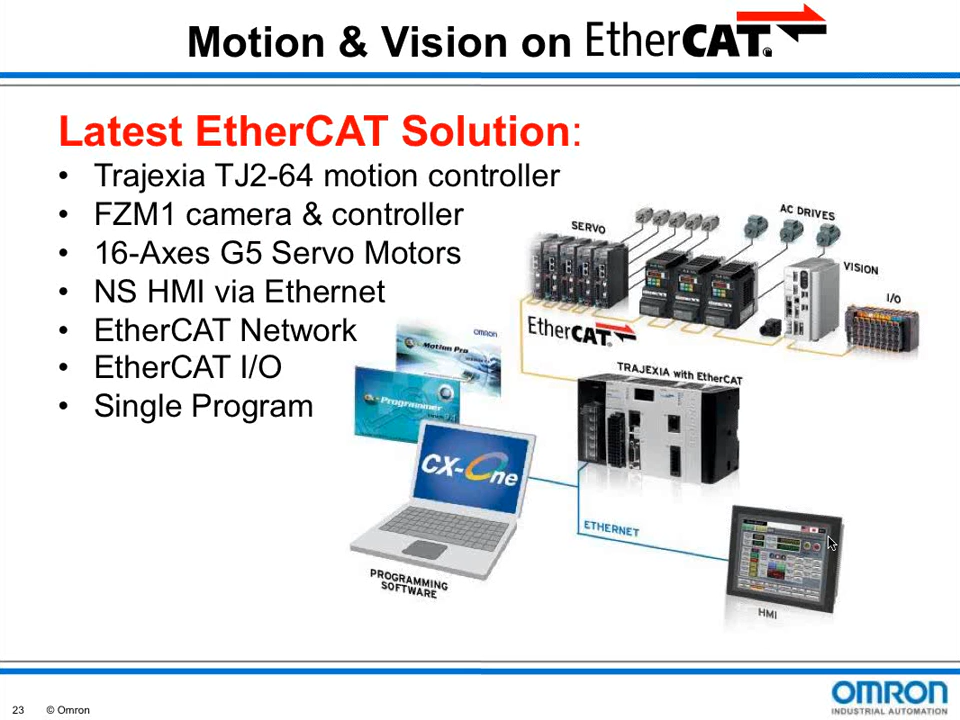 Motion & Vision on EtherCAT®
Latest EtherCAT Solution:
• Trajexia TJ2-64 motion controller
• FZM1 camera & controller
• 16-Axes G5 Servo Motors
• NS HMI via Ethernet
• EtherCAT Network
• EtherCAT I/O
• Single Program
SERVO
AC DRIVES
VISION
I/O
EtherCAT
OMRON
Motion Pro
CX-Programmer
TRAJEXIA with EtherCAT
CX-One
ETHERNET
PROGRAMMING
SOFTWARE
HMI
23 © Omron
OMRON
INDUSTRIAL AUTOMATION